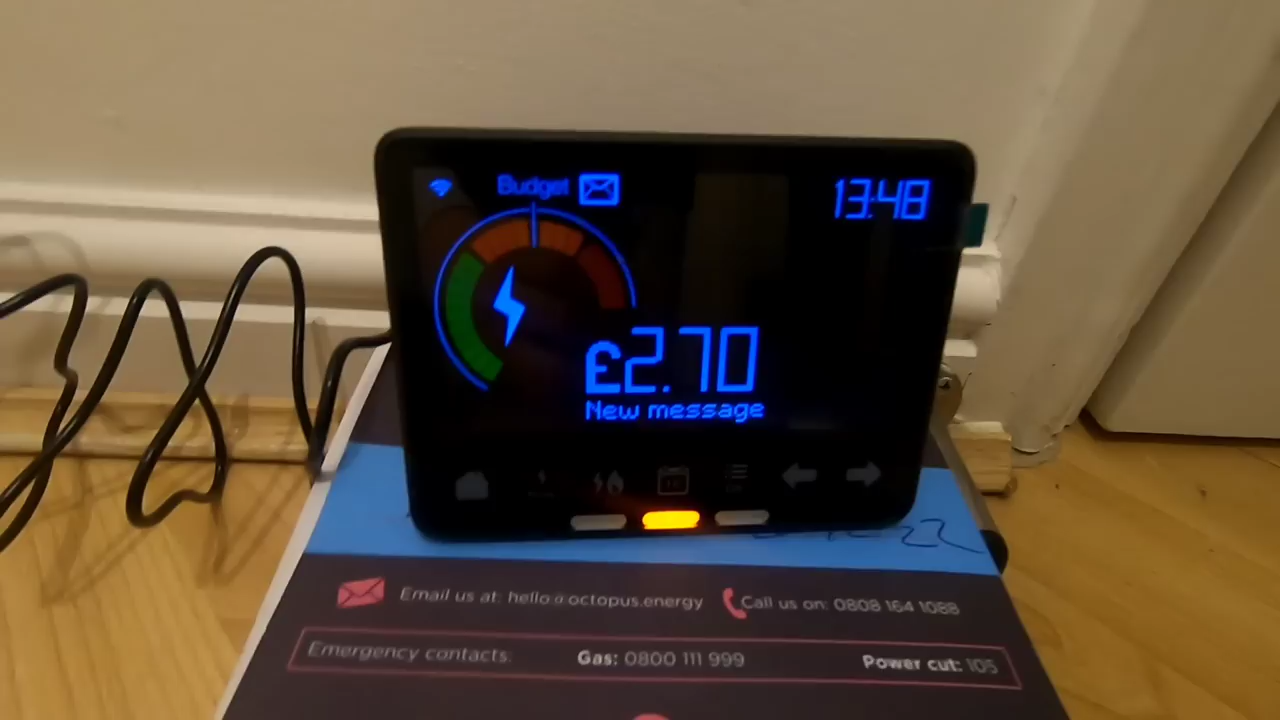 Budget
13:48
£2.70
New message
Email us at: hello@octopus.energy
Call us on: 0808 164 1088
Emergency contacts:
Gas: 0800 111 999
Power cut: 105